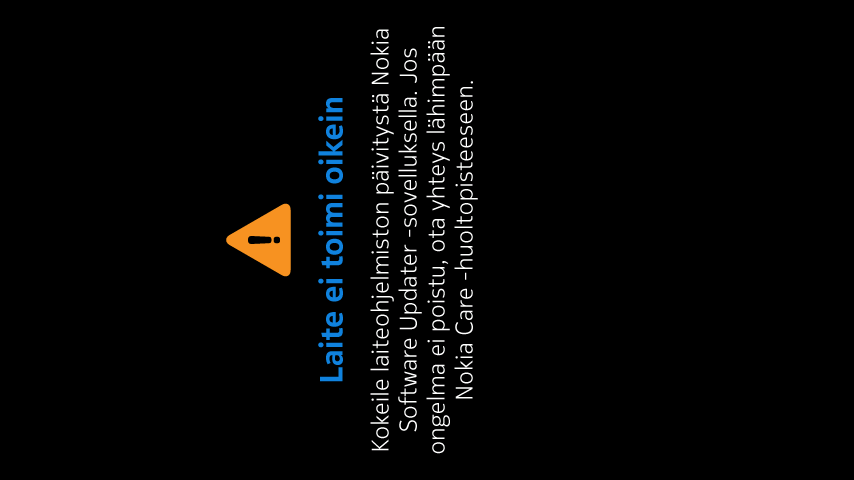 Laite ei toimi oikein
Kokeile laiteohjelmiston päivitystä Nokia
Software Updater -sovelluksella. Jos
ongelma ei poistu, ota yhteys lähimpään
Nokia Care -huoltopisteeseen.